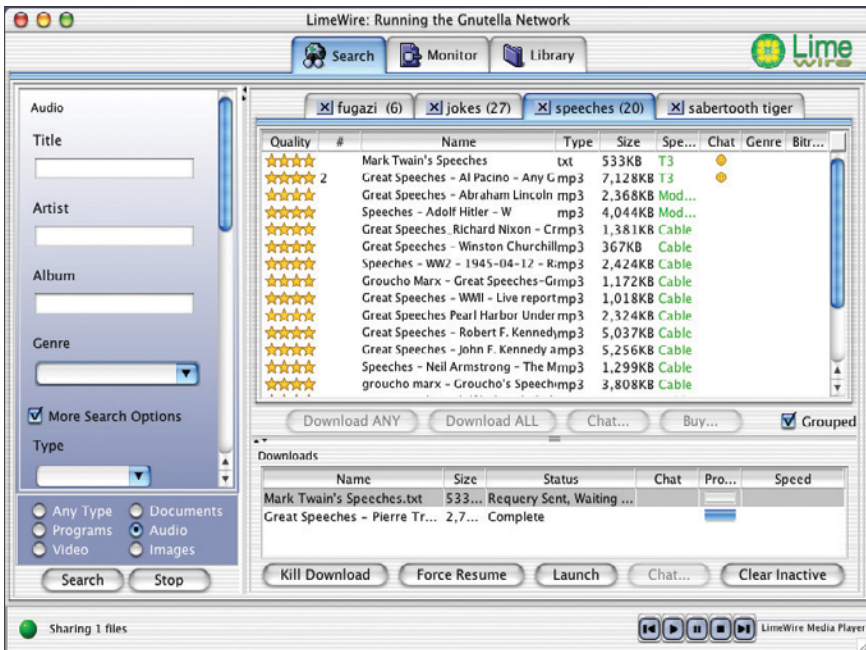 LimeWire: Running the Gnutella Network
Search Monitor Library
Lime
wire
Audio
Title
Artist
Album
Genre
More Search Options
Type
Any Type Documents
Programs Audio
Video Images
Search Stop
fugazi (6) jokes (27) speeches (20) sabertooth tiger
Quality # Name Type Size Spe... Chat Genre Bitr...
Mark Twain's Speeches txt 533KB T3
2 Great Speeches - Al Pacino - Any G mp3 7,128KB T3
Great Speeches - Abraham Lincoln mp3 2,368KB Mod...
Speeches - Adolf Hitler - W mp3 4,044KB Mod...
Great Speeches_Richard Nixon - Cr mp3 1,381KB Cable
Great Speeches - Winston Churchill mp3 367KB Cable
Speeches - WW2 - 1945-04-12 - R mp3 2,424KB Cable
Groucho Marx - Great Speeches-G mp3 1,172KB Cable
Great Speeches - WWII - Live report mp3 1,018KB Cable
Great Speeches Pearl Harbor Under mp3 2,324KB Cable
Great Speeches - Robert F. Kennedy mp3 5,037KB Cable
Great Speeches - John F. Kennedy a mp3 5,256KB Cable
Speeches - Neil Armstrong - The M mp3 1,299KB Cable
groucho marx - Groucho's Speech mp3 3,808KB Cable
Download ANY Download ALL Chat... Buy... Grouped
Downloads
Name Size Status Chat Pro... Speed
Mark Twain's Speeches.txt 533... Requery Sent, Waiting ...
Great Speeches - Pierre Tr... 2,7... Complete
Kill Download Force Resume Launch Chat... Clear Inactive
Sharing 1 files
LimeWire Media Player